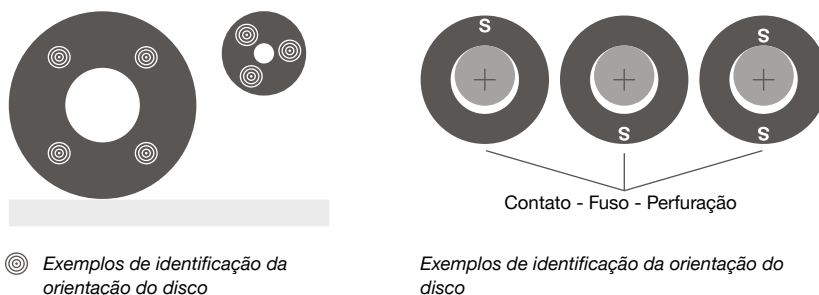 S
S
S
S
Contato - Fuso - Perfuração
Exemplos de identificação da
orientação do disco
Exemplos de identificação da orientação do
disco